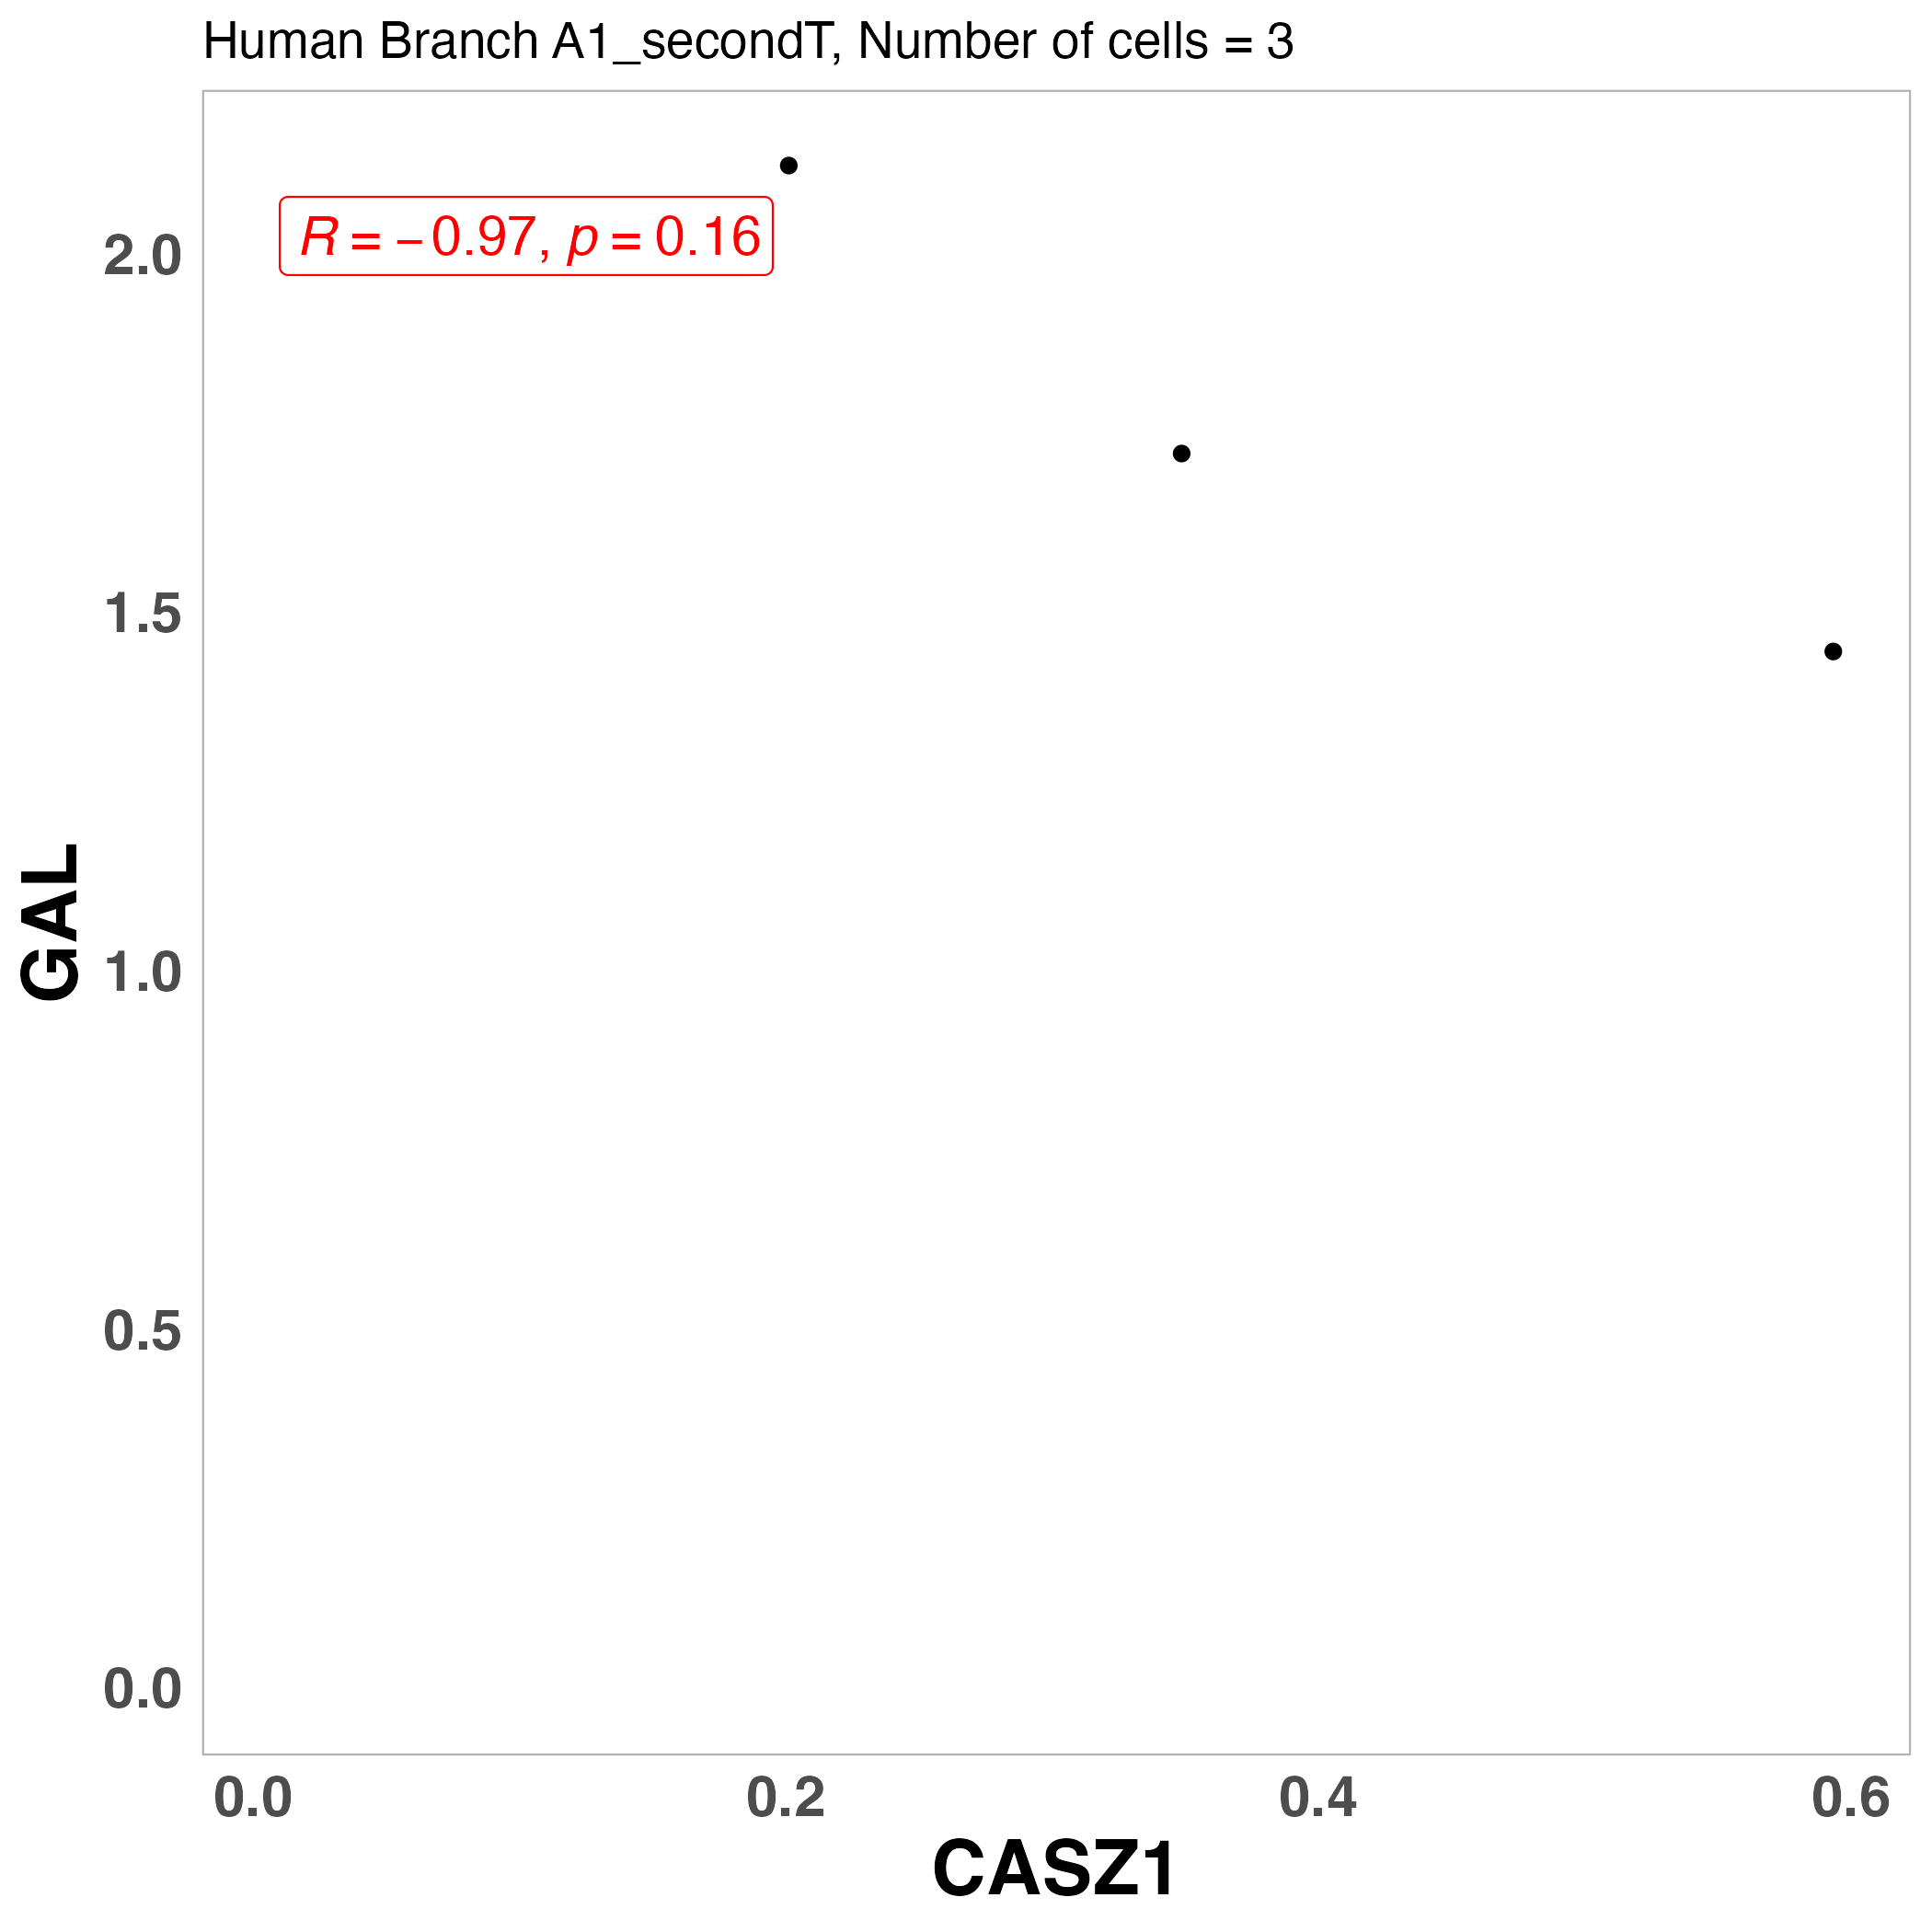 Human Branch A1_secondT, Number of cells = 3
R = −0.97, p = 0.16
2.0
1.5
1.0
0.5
0.0
GAL
0.0 0.2 0.4 0.6
CASZ1